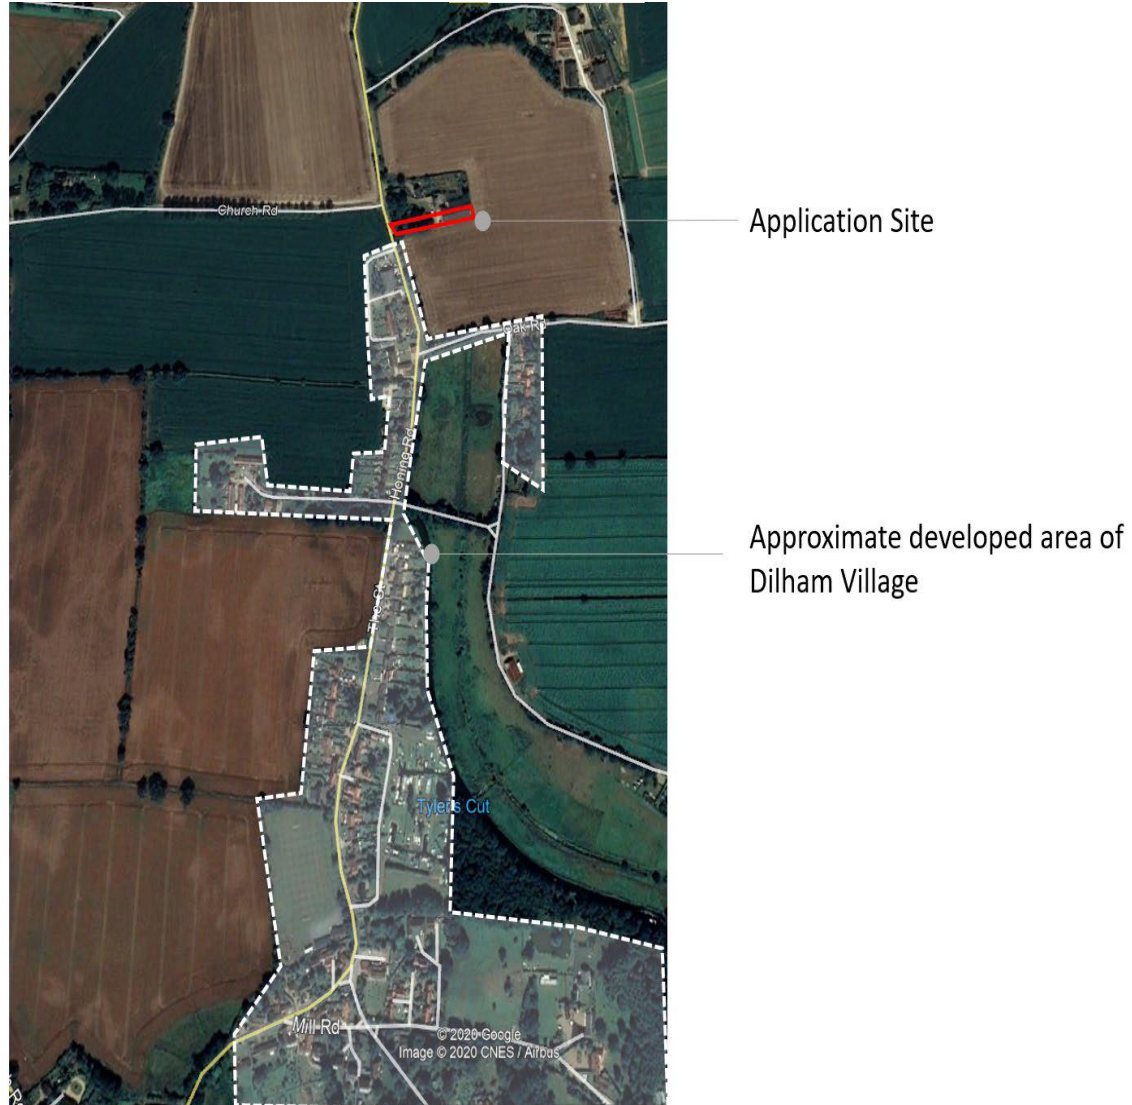 Church Rd
Application Site
Oak Rd
Honing Rd
Approximate developed area of
Dilham Village
The St
Tyler's Cut
Mill Rd
© 2020 Google
Image © 2020 CNES / Airbus